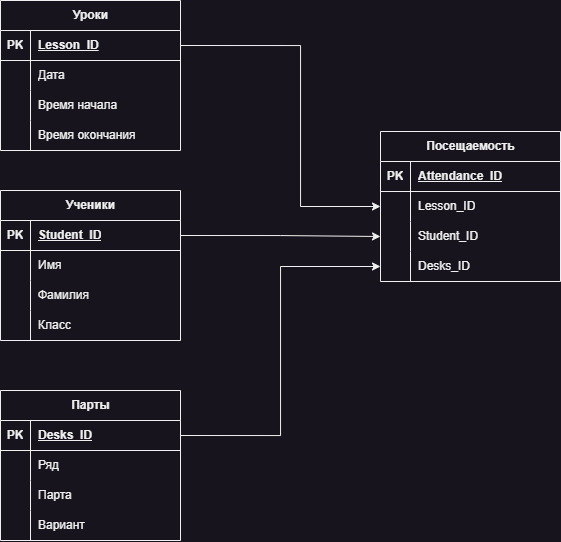 Уроки
PK Lesson_ID
Дата
Время начала
Время окончания
Ученики
PK Student_ID
Имя
Фамилия
Класс
Парты
PK Desks_ID
Ряд
Парта
Вариант
Посещаемость
PK Attendance_ID
Lesson_ID
Student_ID
Desks_ID